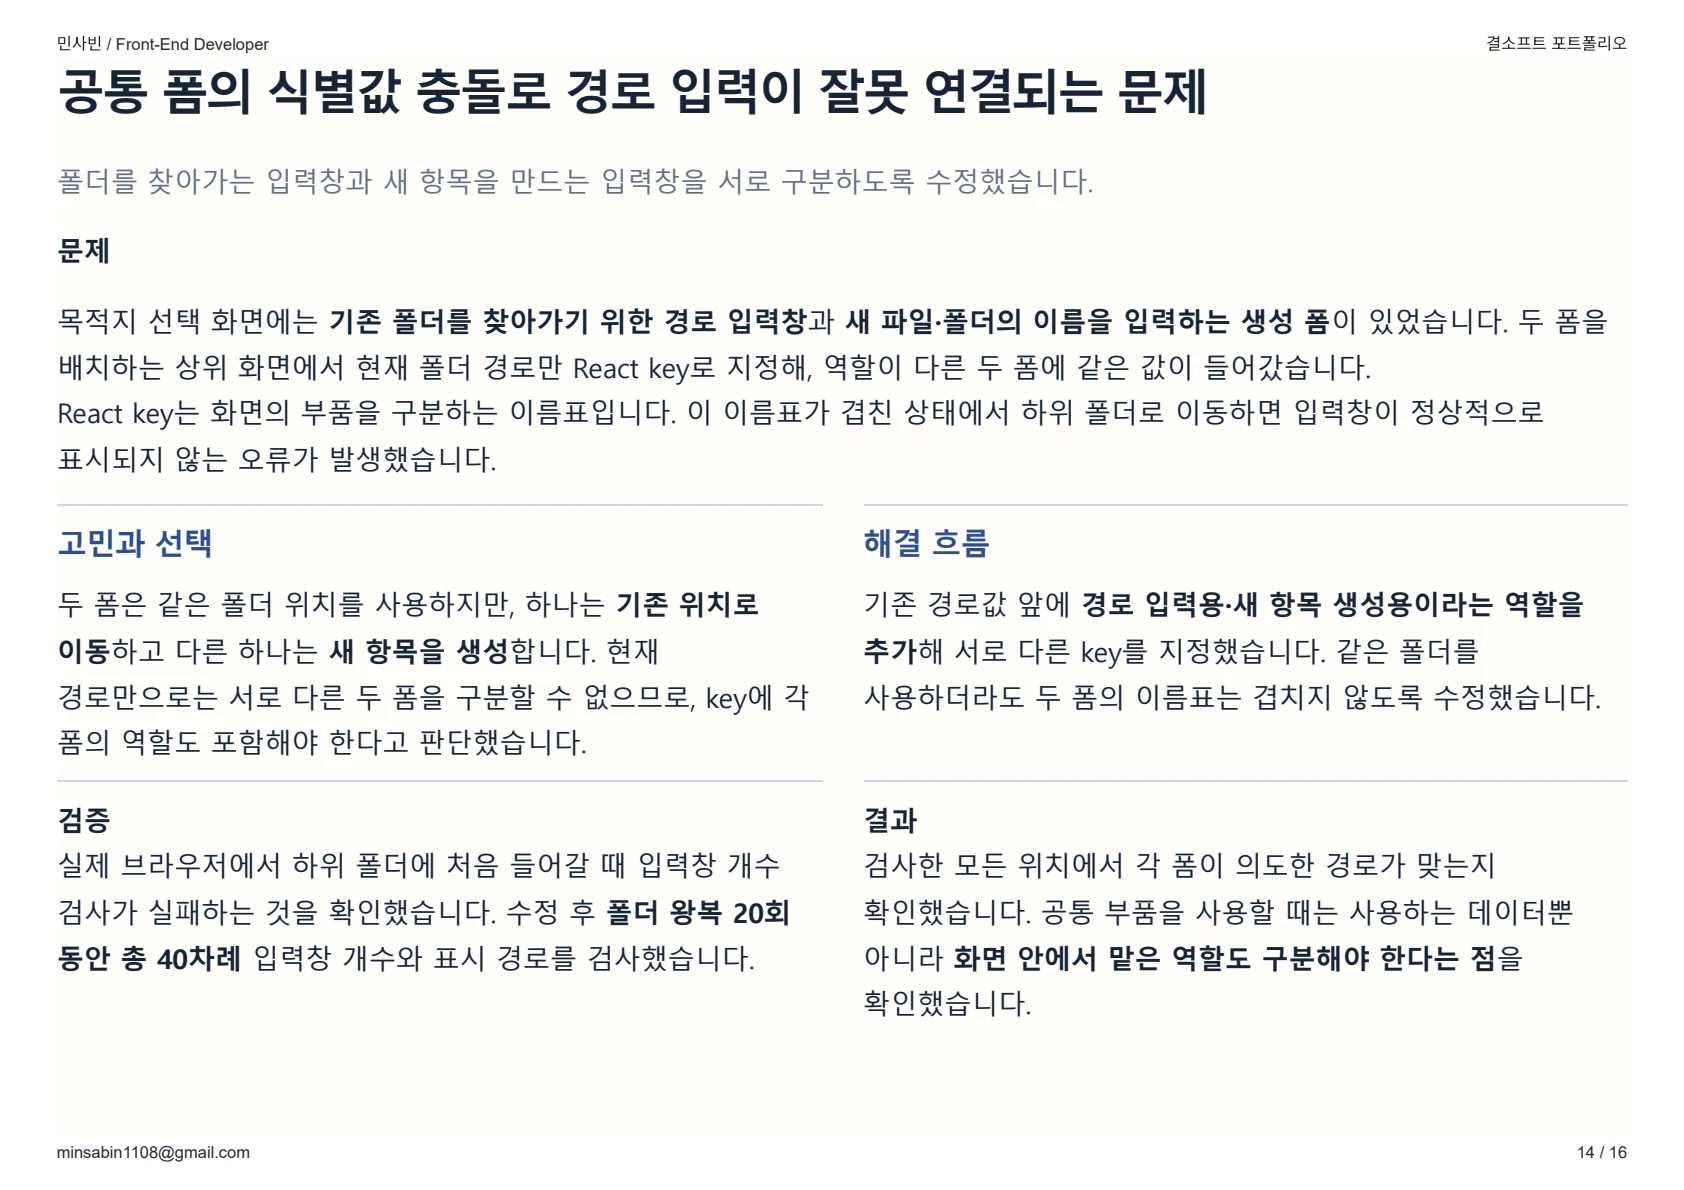 민사빈 / Front-End Developer
결소프트 포트폴리오
공통 폼의 식별값 충돌로 경로 입력이 잘못 연결되는 문제
폴더를 찾아가는 입력창과 새 항목을 만드는 입력창을 서로 구분하도록 수정했습니다.
문제
목적지 선택 화면에는 기존 폴더를 찾아가기 위한 경로 입력창과 새 파일·폴더의 이름을 입력하는 생성 폼이 있었습니다. 두 폼을
배치하는 상위 화면에서 현재 폴더 경로만 React key로 지정해, 역할이 다른 두 폼에 같은 값이 들어갔습니다.
React key는 화면의 부품을 구분하는 이름표입니다. 이 이름표가 겹친 상태에서 하위 폴더로 이동하면 입력창이 정상적으로
표시되지 않는 오류가 발생했습니다.
고민과 선택
두 폼은 같은 폴더 위치를 사용하지만, 하나는 기존 위치로
이동하고 다른 하나는 새 항목을 생성합니다. 현재
경로만으로는 서로 다른 두 폼을 구분할 수 없으므로, key에 각
폼의 역할도 포함해야 한다고 판단했습니다.
해결 흐름
기존 경로값 앞에 경로 입력용·새 항목 생성용이라는 역할을
추가해 서로 다른 key를 지정했습니다. 같은 폴더를
사용하더라도 두 폼의 이름표는 겹치지 않도록 수정했습니다.
검증
실제 브라우저에서 하위 폴더에 처음 들어갈 때 입력창 개수
검사가 실패하는 것을 확인했습니다. 수정 후 폴더 왕복 20회
동안 총 40차례 입력창 개수와 표시 경로를 검사했습니다.
결과
검사한 모든 위치에서 각 폼이 의도한 경로가 맞는지
확인했습니다. 공통 부품을 사용할 때는 사용하는 데이터뿐
아니라 화면 안에서 맡은 역할도 구분해야 한다는 점을
확인했습니다.
minsabin1108@gmail.com
14 / 16